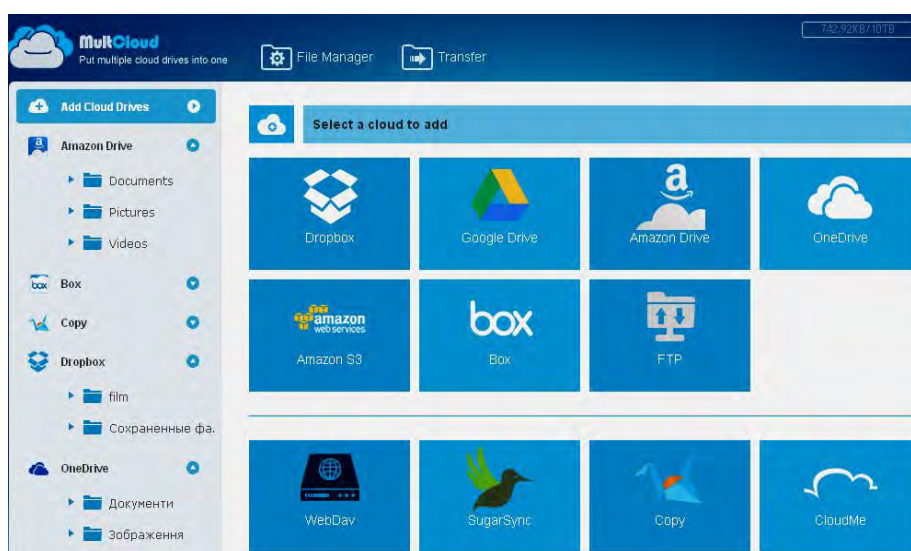 MultCloud
Put multiple cloud drives into one
File Manager
Transfer
742.92KB/10TB
Add Cloud Drives
Amazon Drive
Documents
Pictures
Videos
Box
Copy
Dropbox
film
Сохраненные фа.
OneDrive
Документи
Зображення
Select a cloud to add
Dropbox
Google Drive
a
Amazon Drive
OneDrive
amazon
web services
Amazon S3
box
Box
FTP
WebDav
SugarSync
Copy
CloudMe